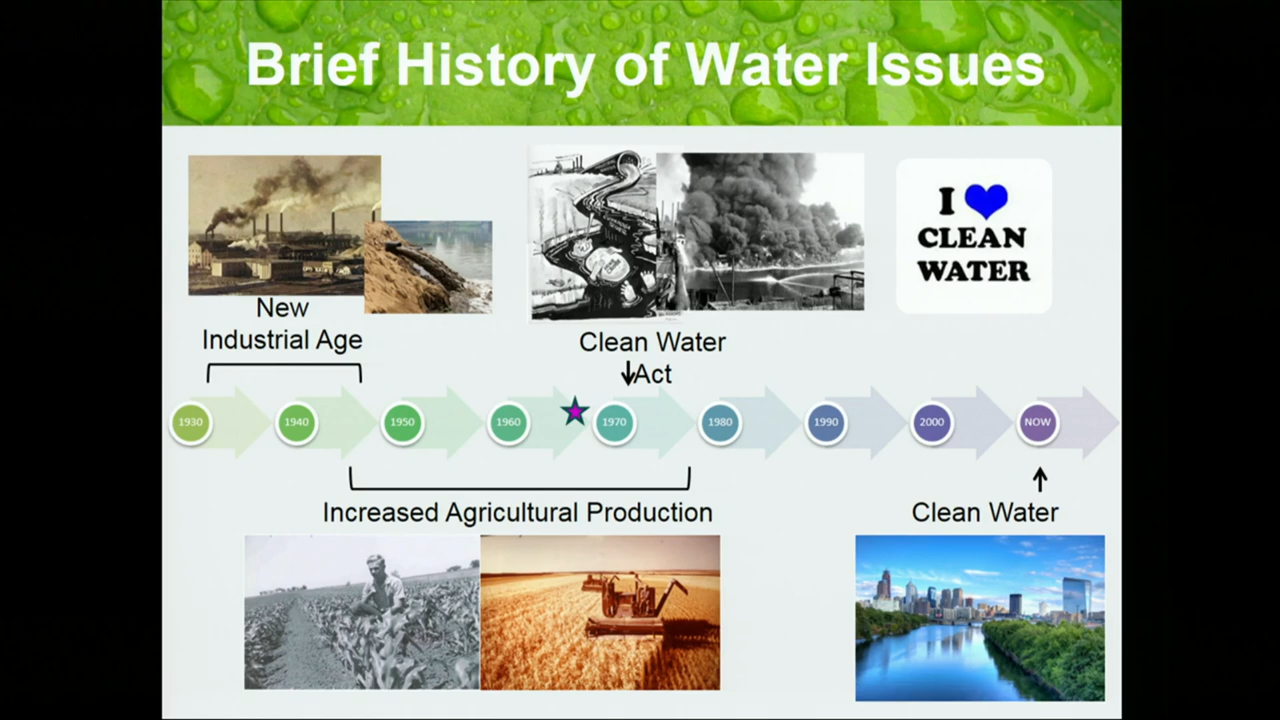 Brief History of Water Issues
I
CLEAN
WATER
New
Industrial Age
Clean Water
Act
1930
1940
1950
1960
1970
1980
1990
2000
NOW
Increased Agricultural Production
Clean Water